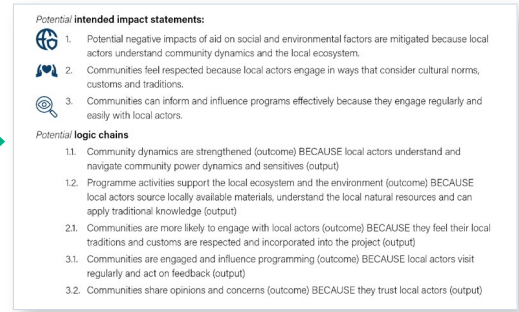 Potential intended impact statements:
1. Potential negative impacts of aid on social and environmental factors are mitigated because local
actors understand community dynamics and the local ecosystem.
2. Communities feel respected because local actors engage in ways that consider cultural norms,
customs and traditions.
3. Communities can inform and influence programs effectively because they engage regularly and
easily with local actors.
Potential logic chains
1.1. Community dynamics are strengthened (outcome) BECAUSE local actors understand and
navigate community power dynamics and sensitives (output)
1.2. Programme activities support the local ecosystem and the environment (outcome) BECAUSE
local actors source locally available materials, understand the local natural resources and can
apply traditional knowledge (output)
2.1. Communities are more likely to engage with local actors (outcome) BECAUSE they feel their local
traditions and customs are respected and incorporated into the project (output)
3.1. Communities are engaged and influence programming (outcome) BECAUSE local actors visit
regularly and act on feedback (output)
3.2. Communities share opinions and concerns (outcome) BECAUSE they trust local actors (output)